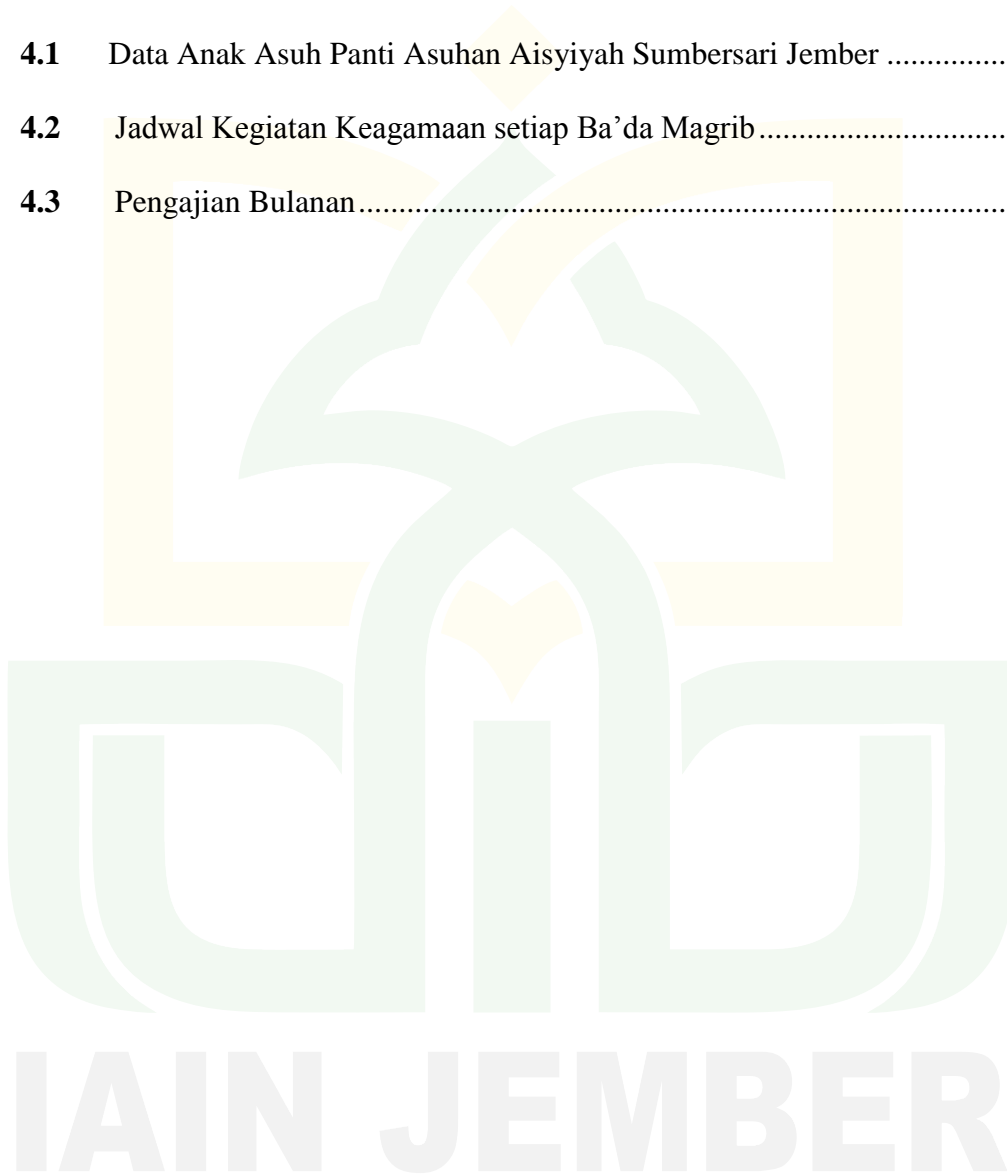 4.1 Data Anak Asuh Panti Asuhan Aisyiyah Sumbersari Jember ...............
4.2 Jadwal Kegiatan Keagamaan setiap Ba’da Magrib ...............................
4.3 Pengajian Bulanan .................................................................................
IAIN JEMBER